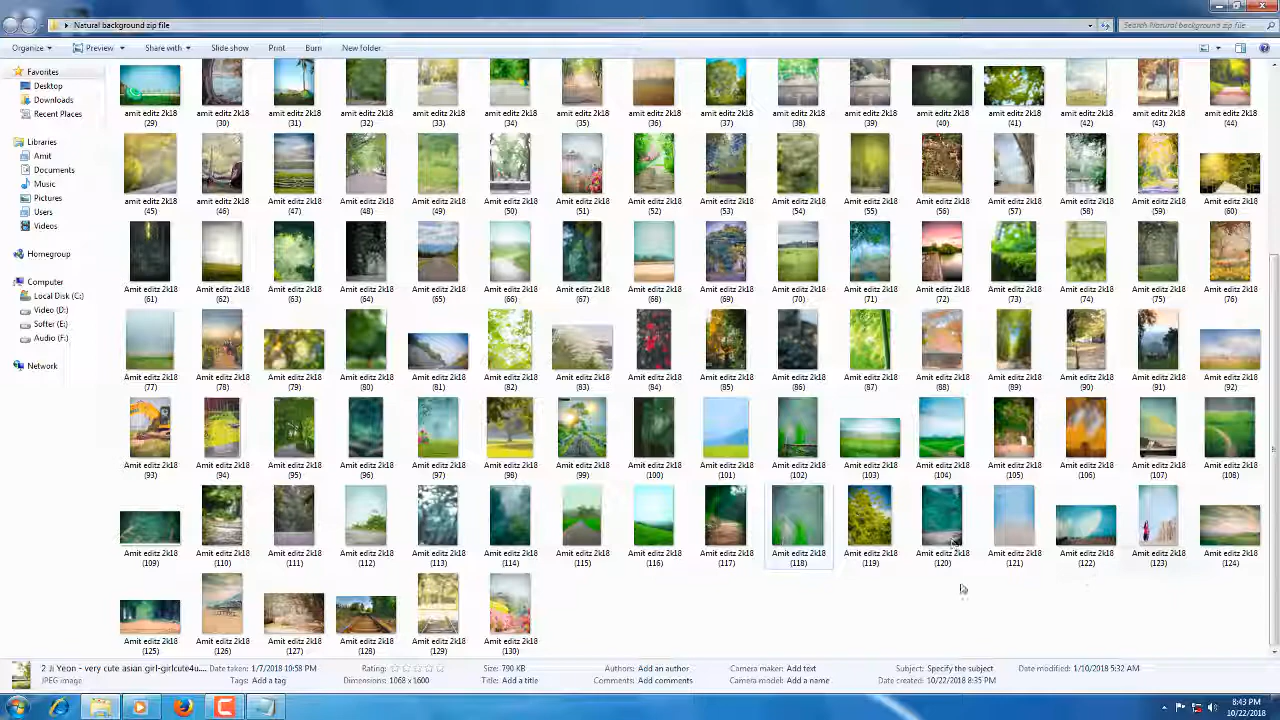 Natural background zip file
Search Natural background zip file
Organize Preview Share with Slide show Print Burn New folder
Favorites
Desktop
Downloads
Recent Places
Libraries
Amit
Documents
Music
Pictures
Users
Videos
Homegroup
Computer
Local Disk (C:)
Video (D:)
Softer (E:)
Audio (F:)
Network
amit editz 2k18 amit editz 2k18 amit editz 2k18 amit editz 2k18 amit editz 2k18 amit editz 2k18 amit editz 2k18 amit editz 2k18 amit editz 2k18 amit editz 2k18 amit editz 2k18 amit editz 2k18 amit editz 2k18 amit editz 2k18 amit editz 2k18 amit editz 2k18
(29) (30) (31) (32) (33) (34) (35) (36) (37) (38) (39) (40) (41) (42) (43) (44)
amit editz 2k18 amit editz 2k18 Amit editz 2k18 Amit editz 2k18 Amit editz 2k18 Amit editz 2k18 Amit editz 2k18 Amit editz 2k18 Amit editz 2k18 Amit editz 2k18 Amit editz 2k18 Amit editz 2k18 Amit editz 2k18 Amit editz 2k18 Amit editz 2k18 Amit editz 2k18
(45) (46) (47) (48) (49) (50) (51) (52) (53) (54) (55) (56) (57) (58) (59) (60)
Amit editz 2k18 Amit editz 2k18 Amit editz 2k18 Amit editz 2k18 Amit editz 2k18 Amit editz 2k18 Amit editz 2k18 Amit editz 2k18 Amit editz 2k18 Amit editz 2k18 Amit editz 2k18 Amit editz 2k18 Amit editz 2k18 Amit editz 2k18 Amit editz 2k18 Amit editz 2k18
(61) (62) (63) (64) (65) (66) (67) (68) (69) (70) (71) (72) (73) (74) (75) (76)
Amit editz 2k18 Amit editz 2k18 Amit editz 2k18 Amit editz 2k18 Amit editz 2k18 Amit editz 2k18 Amit editz 2k18 Amit editz 2k18 Amit editz 2k18 Amit editz 2k18 Amit editz 2k18 Amit editz 2k18 Amit editz 2k18 Amit editz 2k18 Amit editz 2k18 Amit editz 2k18
(77) (78) (79) (80) (81) (82) (83) (84) (85) (86) (87) (88) (89) (90) (91) (92)
Amit editz 2k18 Amit editz 2k18 Amit editz 2k18 Amit editz 2k18 Amit editz 2k18 Amit editz 2k18 Amit editz 2k18 Amit editz 2k18 Amit editz 2k18 Amit editz 2k18 Amit editz 2k18 Amit editz 2k18 Amit editz 2k18 Amit editz 2k18 Amit editz 2k18 Amit editz 2k18
(93) (94) (95) (96) (97) (98) (99) (100) (101) (102) (103) (104) (105) (106) (107) (108)
Amit editz 2k18 Amit editz 2k18 Amit editz 2k18 Amit editz 2k18 Amit editz 2k18 Amit editz 2k18 Amit editz 2k18 Amit editz 2k18 Amit editz 2k18 Amit editz 2k18 Amit editz 2k18 Amit editz 2k18 Amit editz 2k18 Amit editz 2k18 Amit editz 2k18 Amit editz 2k18
(109) (110) (111) (112) (113) (114) (115) (116) (117) (118) (119) (120) (121) (122) (123) (124)
Amit editz 2k18 Amit editz 2k18 Amit editz 2k18 Amit editz 2k18 Amit editz 2k18 Amit editz 2k18
(125) (126) (127) (128) (129) (130)
2 Ji Yeon - very cute asian girl-girlcute4u.... Date taken: 1/7/2018 10:58 PM Rating: Size: 790 KB Authors: Add an author Camera maker: Add text Subject: Specify the subject Date modified: 1/10/2018 5:32 AM
JPEG image Tags: Add a tag Dimensions: 1068 x 1600 Title: Add a title Comments: Add comments Camera model: Add a name Date created: 10/22/2018 8:35 PM
8:43 PM
10/22/2018